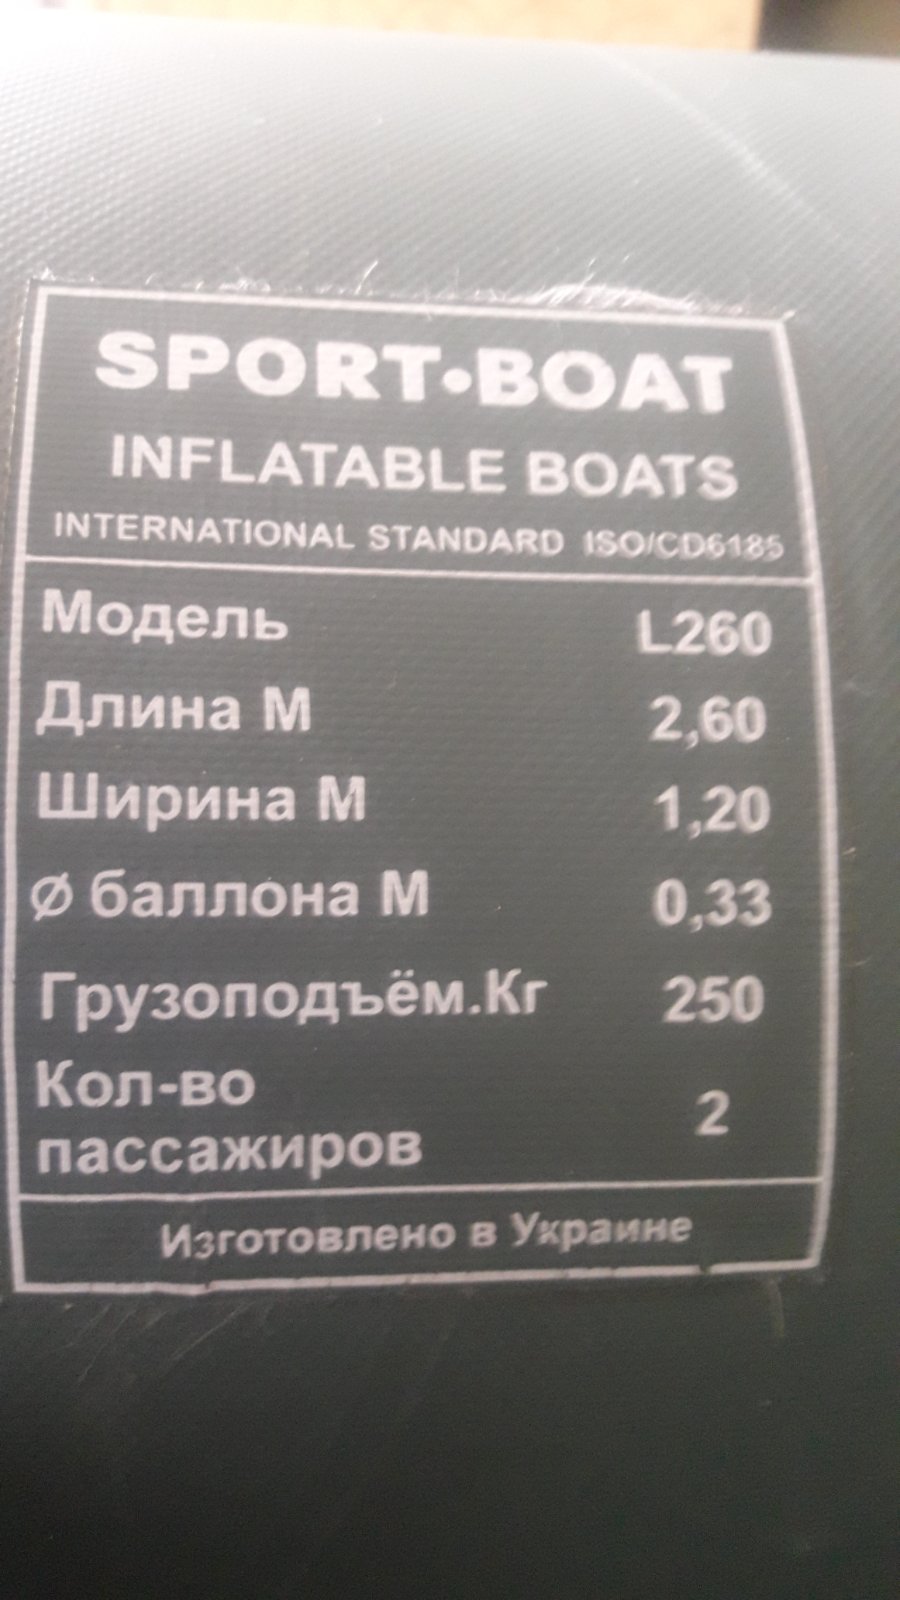 SPORT•BOAT
INFLATABLE BOATS
INTERNATIONAL STANDARD ISO/CD6185
Модель L260
Длина М 2,60
Ширина М 1,20
Ø баллона М 0,33
Грузоподъём.Кг 250
Кол-во
пассажиров 2
Изготовлено в Украине